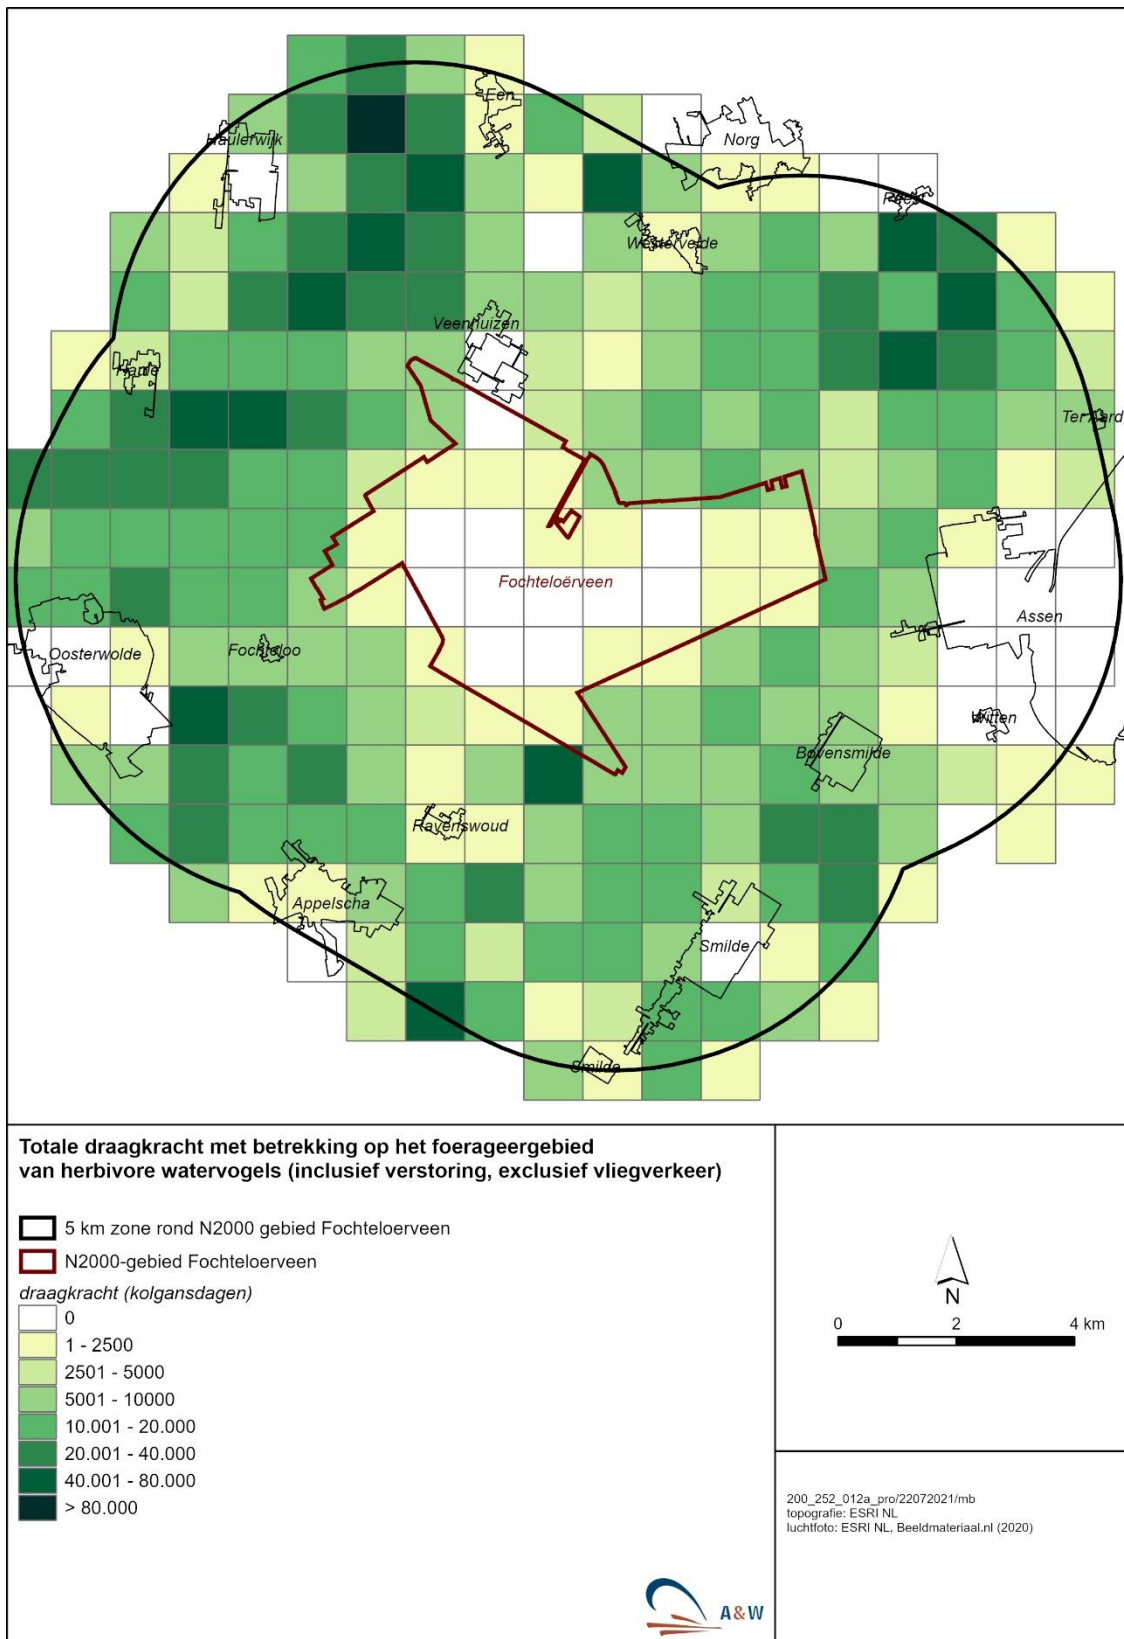 Een
Haulerwijk
Norg
Peest
Westervelde
Veenhuizen
Haule
Ter Aard
Fochteloërveen
Assen
Oosterwolde
Fochteloo
Witten
Bovensmilde
Ravenswoud
Appelscha
Smilde
Smilde
Totale draagkracht met betrekking op het foerageergebied
van herbivore watervogels (inclusief verstoring, exclusief vliegverkeer)
5 km zone rond N2000 gebied Fochteloerveen
N2000-gebied Fochteloerveen
draagkracht (kolgansdagen)
0
1 - 2500
2501 - 5000
5001 - 10000
10.001 - 20.000
20.001 - 40.000
40.001 - 80.000
> 80.000
N
0 2 4 km
200_252_012a_pro/22072021/mb
topografie: ESRI NL
luchtfoto: ESRI NL, Beeldmateriaal.nl (2020)
A&W